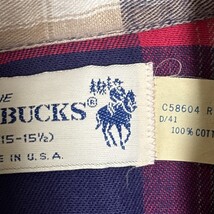 HE
BUCKS®
15-15½)
E IN U.S.A.
C58604 R
D/41
100% COTT